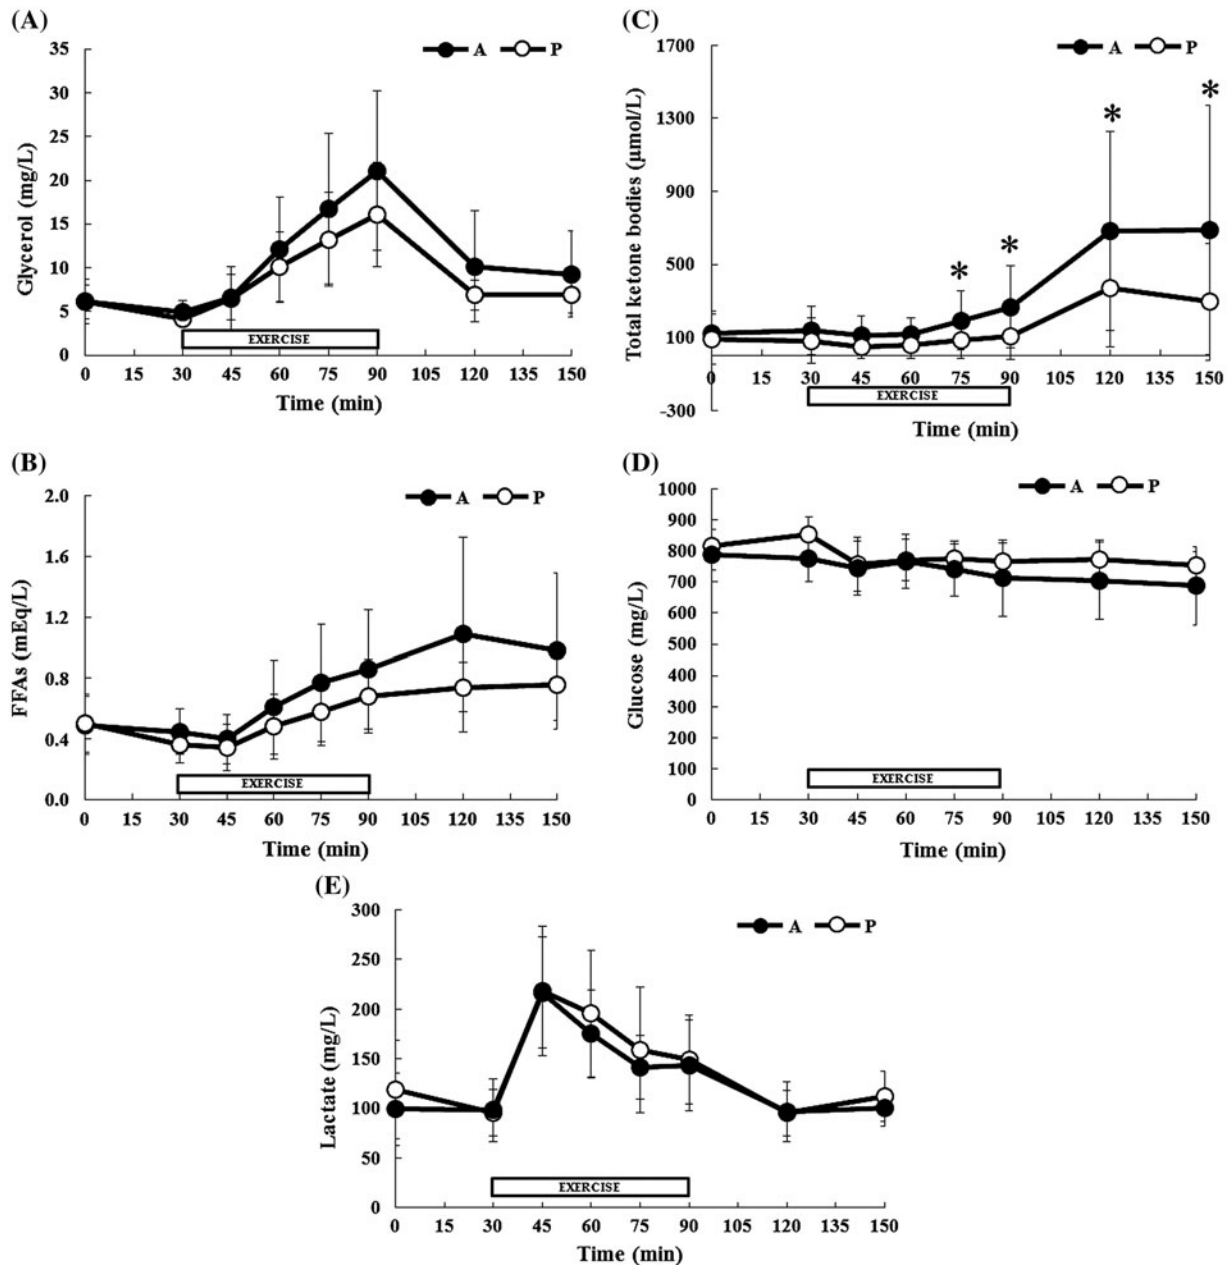 (A)
A P
Glycerol (mg/L)
35
30
25
20
15
10
5
0
EXERCISE
0 15 30 45 60 75 90 105 120 135 150
Time (min)
(C)
A P
Total ketone bodies (μmol/L)
1700
1300
900
500
100
-300
* * * *
0 15 30 45 60 75 90 105 120 135 150
EXERCISE
Time (min)
(B)
A P
FFAs (mEq/L)
2.0
1.6
1.2
0.8
0.4
0.0
EXERCISE
0 15 30 45 60 75 90 105 120 135 150
Time (min)
(D)
A P
Glucose (mg/L)
1000
900
800
700
600
500
400
300
200
100
0
EXERCISE
0 15 30 45 60 75 90 105 120 135 150
Time (min)
(E)
A P
Lactate (mg/L)
300
250
200
150
100
50
0
EXERCISE
0 15 30 45 60 75 90 105 120 135 150
Time (min)